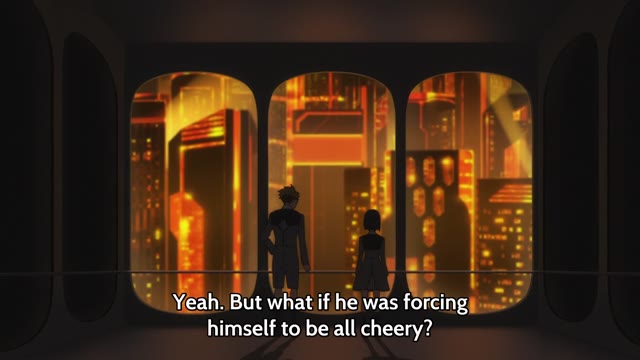 Yeah. But what if he was forcing
himself to be all cheery?